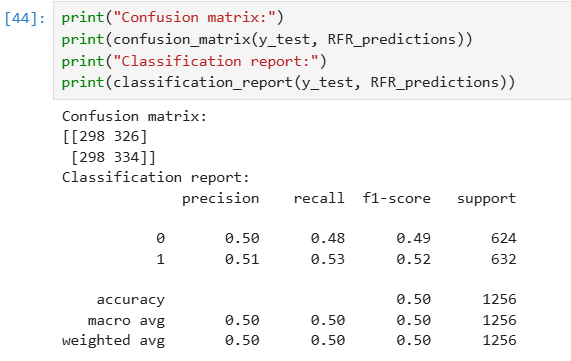 [44]: print("Confusion matrix:")
print(confusion_matrix(y_test, RFR_predictions))
print("Classification report:")
print(classification_report(y_test, RFR_predictions))
Confusion matrix:
[[298 326]
 [298 334]]
Classification report:
              precision    recall  f1-score   support

           0       0.50      0.48      0.49       624
           1       0.51      0.53      0.52       632

    accuracy                           0.50      1256
   macro avg       0.50      0.50      0.50      1256
weighted avg       0.50      0.50      0.50      1256